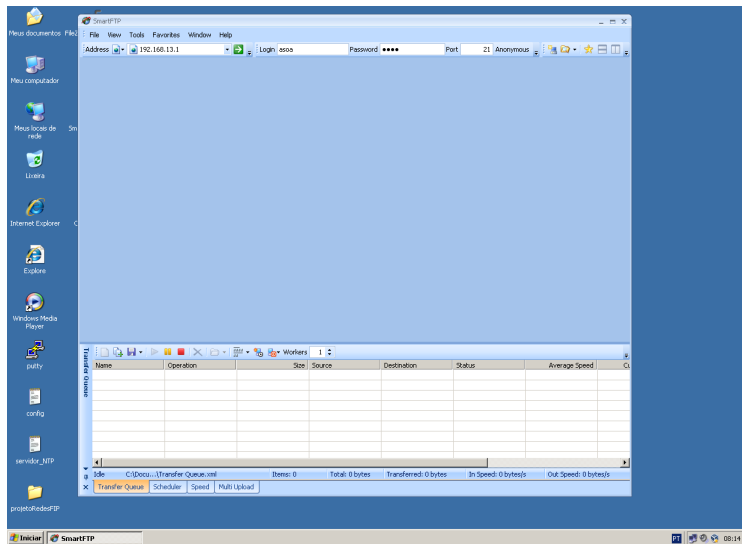 SmartFTP
File View Tools Favorites Window Help
Address 192.168.13.1 Login asoa Password •••• Port 21 Anonymous
Meus documentos
File2
Meu computador
Meus locais de rede
Sm
Lixeira
Internet Explorer
C
Explore
Windows Media Player
putty
config
servidor_NTP
projetoRedesFIP
Transfer Queue
Workers 1
Name Operation Size Source Destination Status Average Speed Cu
Idle C:\Docu...\Transfer Queue.xml Items: 0 Total: 0 bytes Transferred: 0 bytes In Speed: 0 bytes/s Out Speed: 0 bytes/s
Transfer Queue Scheduler Speed Multi Upload
Iniciar SmartFTP PT 08:14